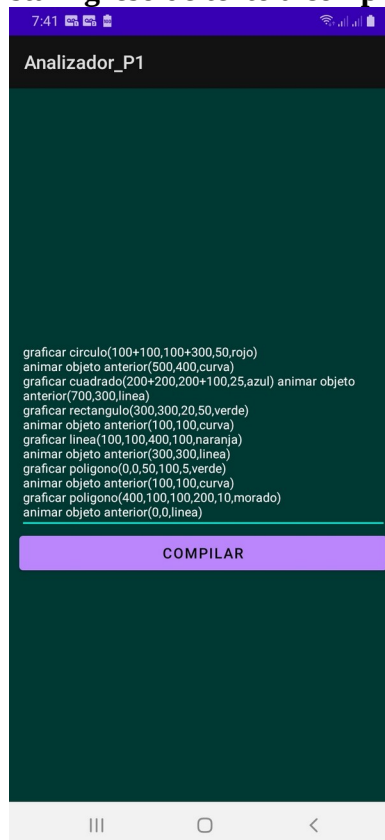 7:41
Analizador_P1
graficar circulo(100+100,100+300,50,rojo)
animar objeto anterior(500,400,curva)
graficar cuadrado(200+200,200+100,25,azul) animar objeto
anterior(700,300,linea)
graficar rectangulo(300,300,20,50,verde)
animar objeto anterior(100,100,curva)
graficar linea(100,100,400,100,naranja)
animar objeto anterior(300,300,linea)
graficar poligono(0,0,50,100,5,verde)
animar objeto anterior(100,100,curva)
graficar poligono(400,100,100,200,10,morado)
animar objeto anterior(0,0,linea)
COMPILAR